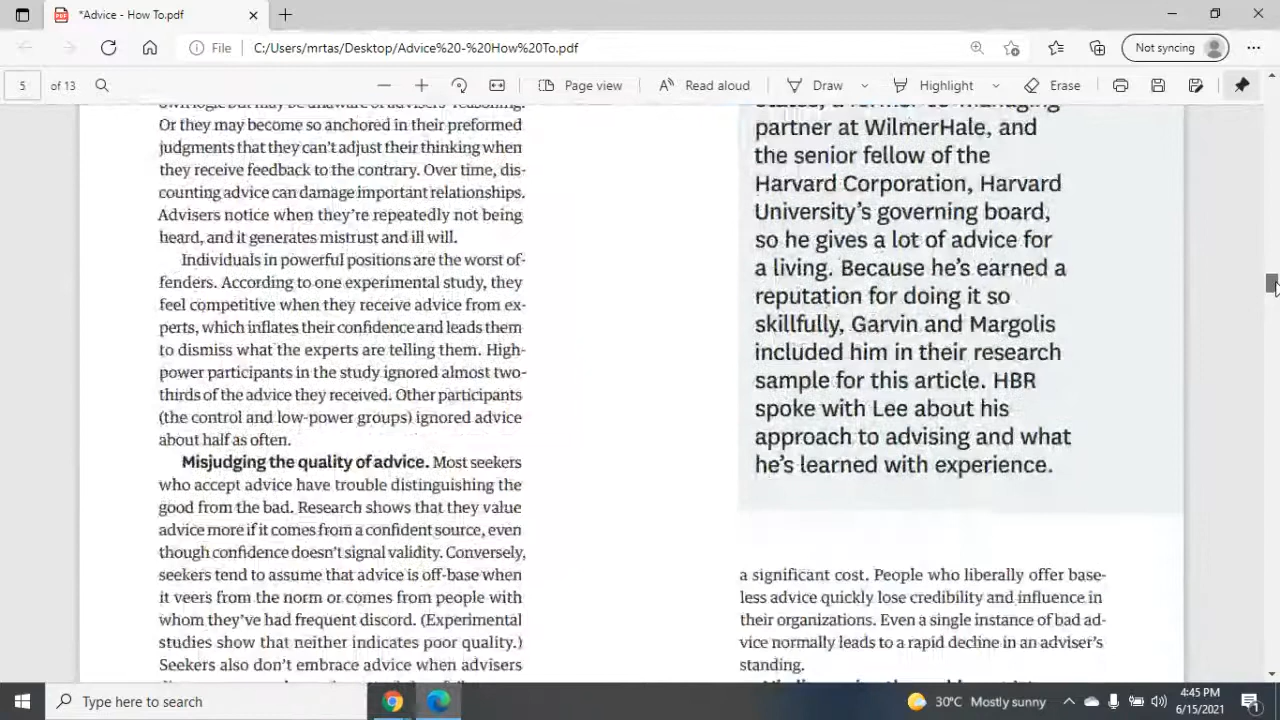 *Advice - How To.pdf
File
C:/Users/mrtas/Desktop/Advice%20-%20How%20To.pdf
Not syncing
5
of 13
Page view
Read aloud
Draw
Highlight
Erase
Or they may become so anchored in their preformed
judgments that they can't adjust their thinking when
they receive feedback to the contrary. Over time, dis-
counting advice can damage important relationships.
Advisers notice when they're repeatedly not being
heard, and it generates mistrust and ill will.
Individuals in powerful positions are the worst of-
fenders. According to one experimental study, they
feel competitive when they receive advice from ex-
perts, which inflates their confidence and leads them
to dismiss what the experts are telling them. High-
power participants in the study ignored almost two-
thirds of the advice they received. Other participants
(the control and low-power groups) ignored advice
about half as often.
Misjudging the quality of advice. Most seekers
who accept advice have trouble distinguishing the
good from the bad. Research shows that they value
advice more if it comes from a confident source, even
though confidence doesn't signal validity. Conversely,
seekers tend to assume that advice is off-base when
it veers from the norm or comes from people with
whom they've had frequent discord. (Experimental
studies show that neither indicates poor quality.)
Seekers also don't embrace advice when advisers
partner at WilmerHale, and
the senior fellow of the
Harvard Corporation, Harvard
University's governing board,
so he gives a lot of advice for
a living. Because he's earned a
reputation for doing it so
skillfully, Garvin and Margolis
included him in their research
sample for this article. HBR
spoke with Lee about his
approach to advising and what
he's learned with experience.
a significant cost. People who liberally offer base-
less advice quickly lose credibility and influence in
their organizations. Even a single instance of bad ad-
vice normally leads to a rapid decline in an adviser's
standing.
Type here to search
30°C Mostly sunny
4:45 PM
6/15/2021
1